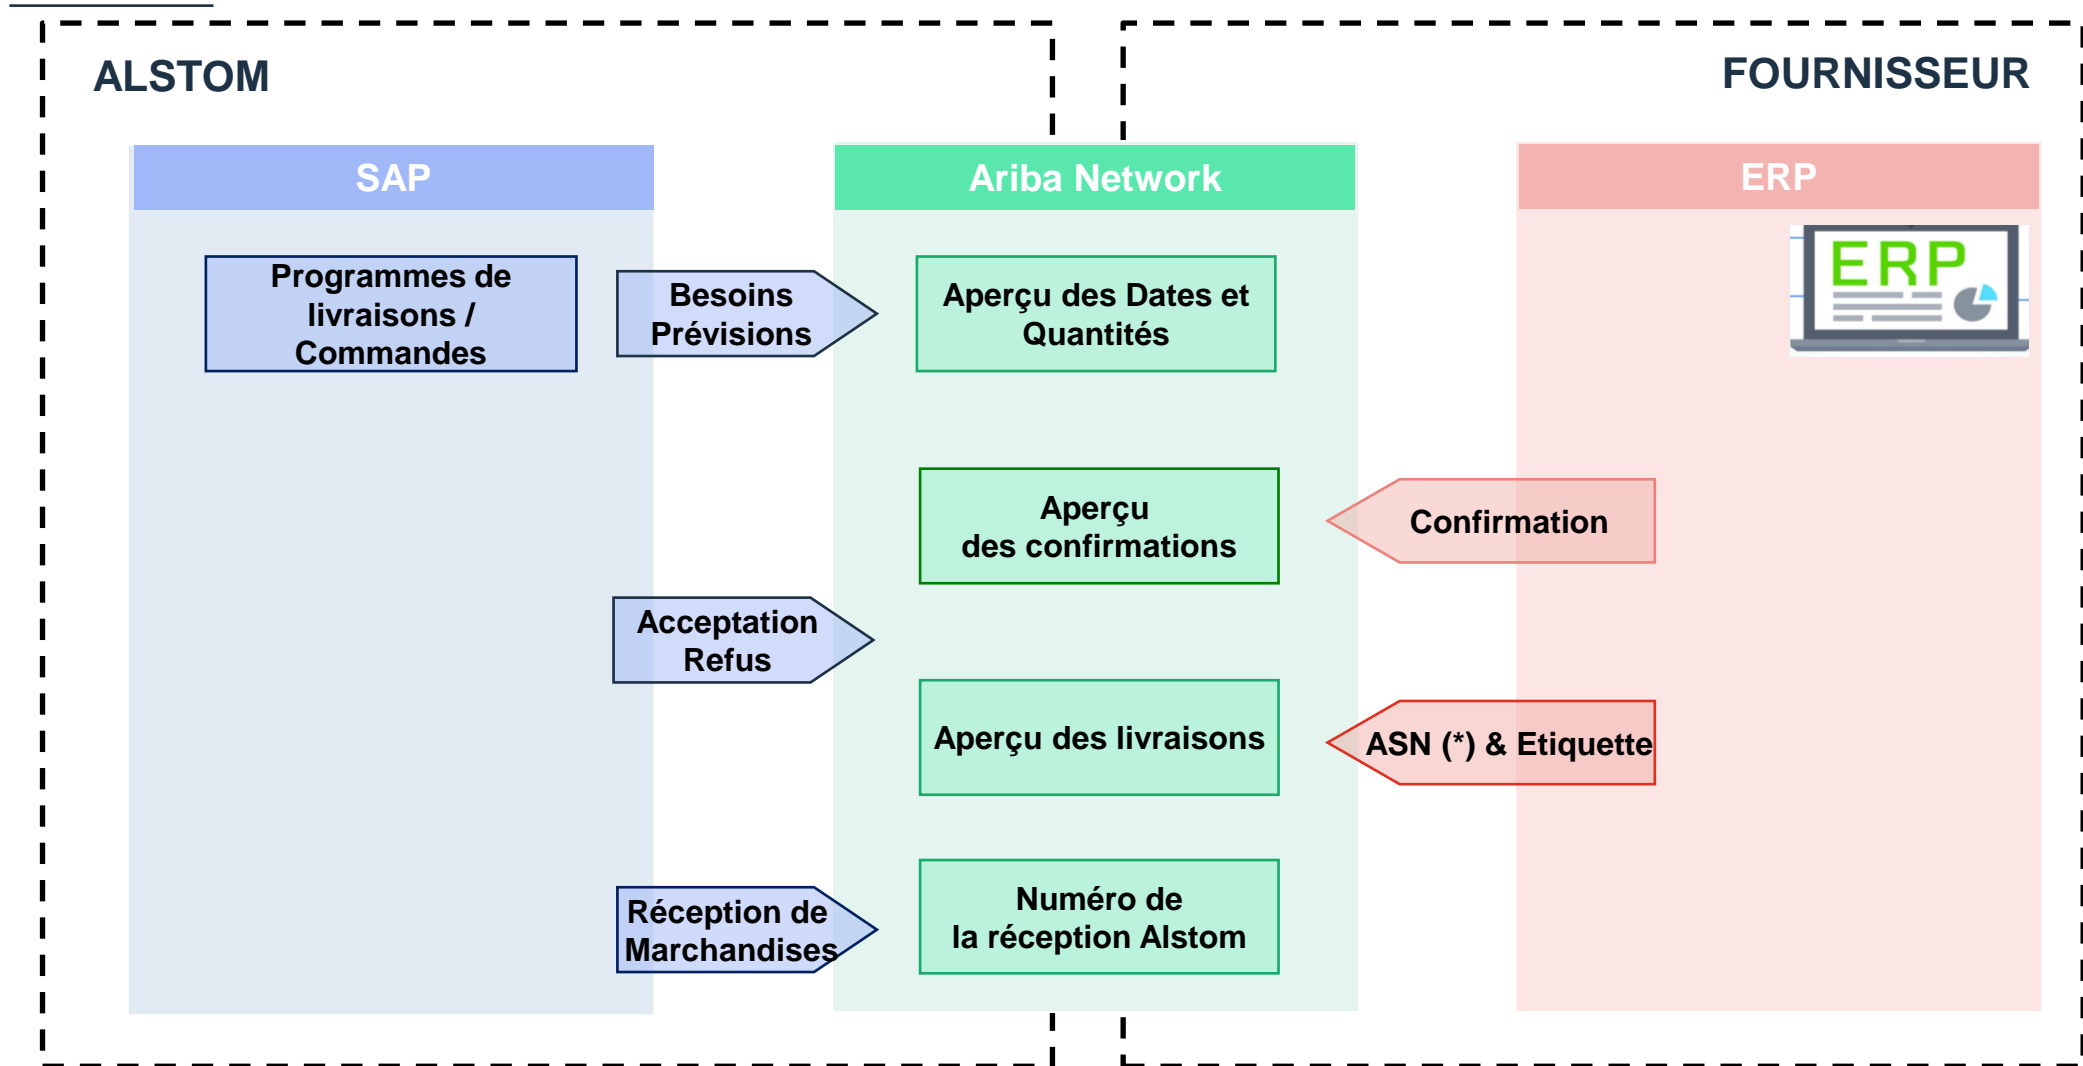 ALSTOM
FOURNISSEUR
SAP
Ariba Network
ERP
Programmes de
livraisons /
Commandes
Besoins
Prévisions
Aperçu des Dates et
Quantités
ERP
Aperçu
des confirmations
Confirmation
Acceptation
Refus
Aperçu des livraisons
ASN (*) & Etiquette
Réception de
Marchandises
Numéro de
la réception Alstom